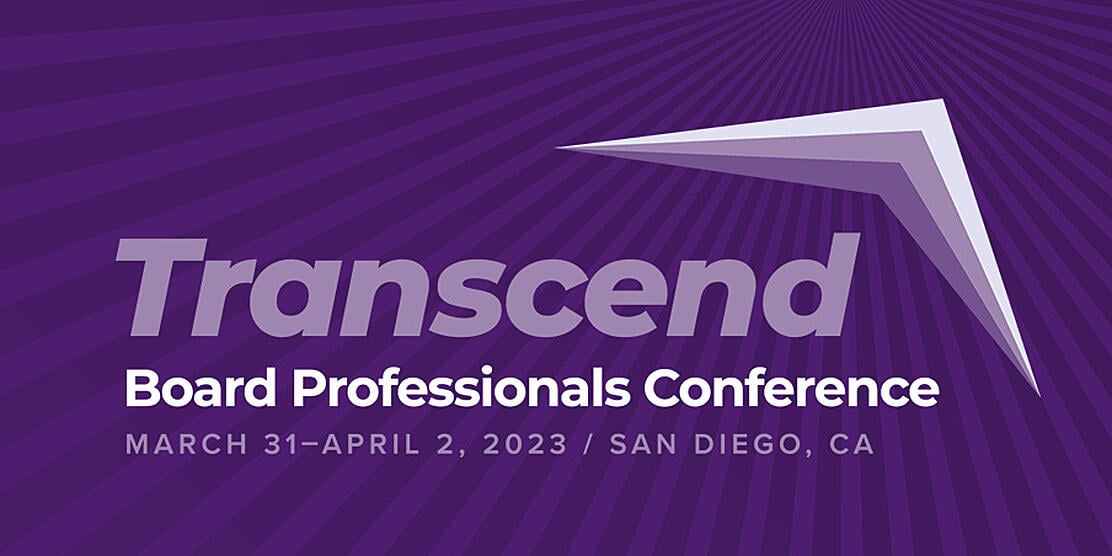 Transcend
Board Professionals Conference
MARCH 31–APRIL 2, 2023 / SAN DIEGO, CA